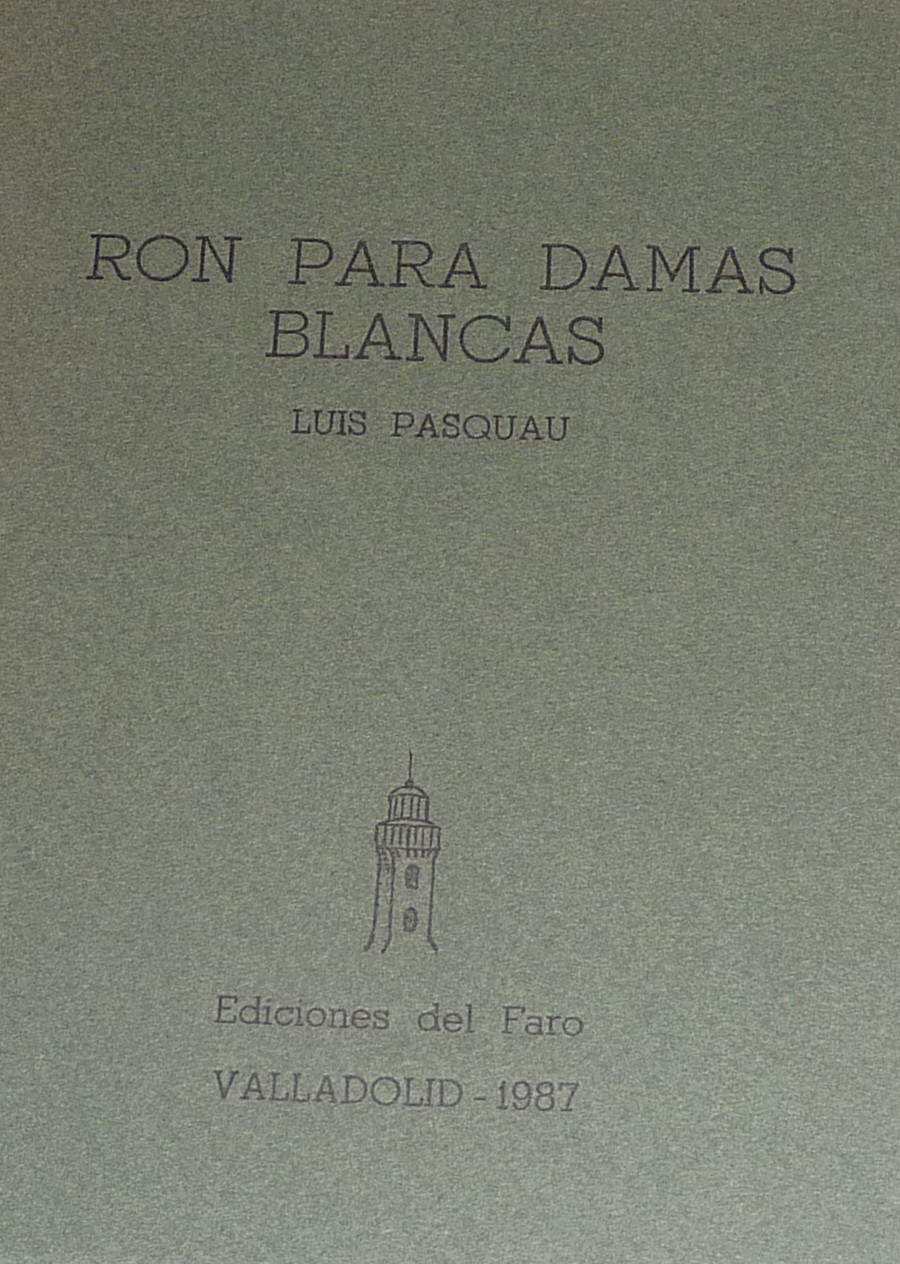 RON PARA DAMAS
BLANCAS
LUIS PASQUAU
Ediciones del Faro
VALLADOLID - 1987